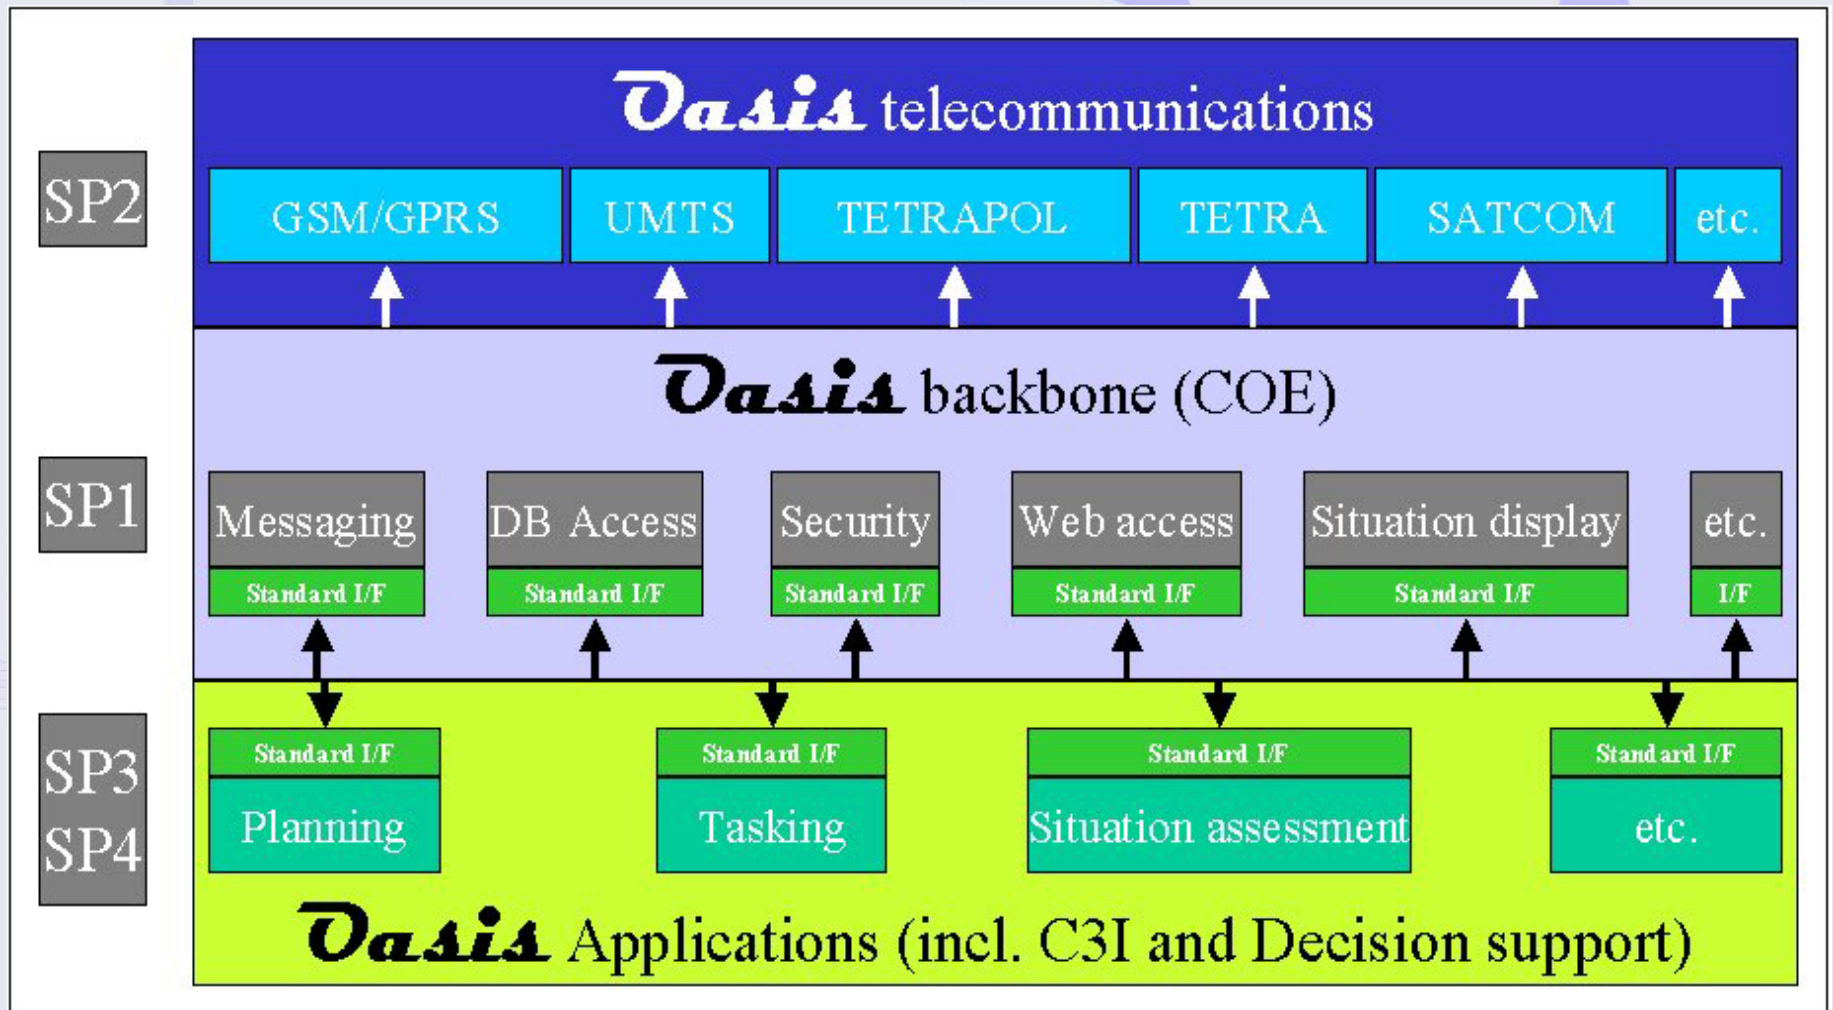 Oasis telecommunications
SP2
GSM/GPRS UMTS TETRAPOL TETRA SATCOM etc.
Oasis backbone (COE)
SP1
Messaging DB Access Security Web access Situation display etc.
Standard I/F Standard I/F Standard I/F Standard I/F Standard I/F I/F
SP3
SP4
Standard I/F Standard I/F Standard I/F Standard I/F
Planning Tasking Situation assessment etc.
Oasis Applications (incl. C3I and Decision support)